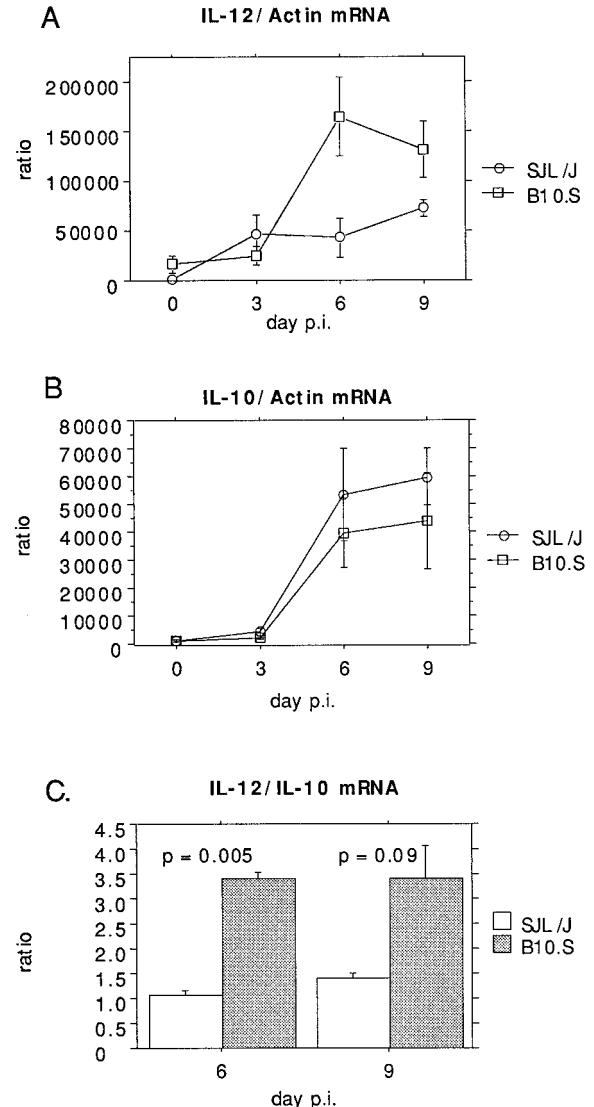 A
IL-12/ Actin mRNA
200000
150000
100000
50000
0
ratio
0 3 6 9
day p.i.
SJL /J
B10.S
B
IL-10/ Actin mRNA
80000
70000
60000
50000
40000
30000
20000
10000
0
ratio
0 3 6 9
day p.i.
SJL /J
B10.S
C.
IL-12/ IL-10 mRNA
4.5
4.0
3.5
3.0
2.5
2.0
1.5
1.0
0.5
0
ratio
p = 0.005 p = 0.09
6 9
day p.i.
SJL /J
B10.S